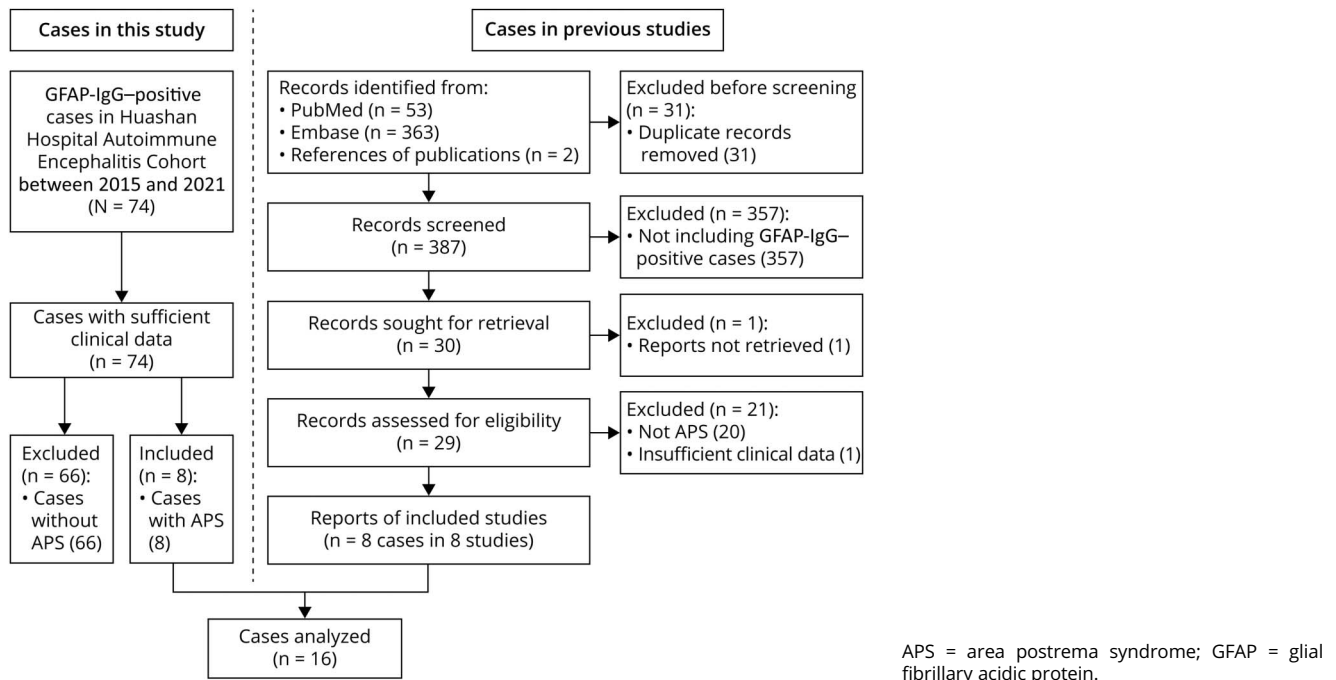 Cases in this study
GFAP-IgG–positive
cases in Huashan
Hospital Autoimmune
Encephalitis Cohort
between 2015 and 2021
(N = 74)
Cases with sufficient
clinical data
(n = 74)
Excluded
(n = 66):
• Cases
without
APS (66)
Included
(n = 8):
• Cases
with APS
(8)
Cases in previous studies
Records identified from:
• PubMed (n = 53)
• Embase (n = 363)
• References of publications (n = 2)
Excluded before screening
(n = 31):
• Duplicate records
removed (31)
Records screened
(n = 387)
Excluded (n = 357):
• Not including GFAP-IgG–
positive cases (357)
Records sought for retrieval
(n = 30)
Excluded (n = 1):
• Reports not retrieved (1)
Records assessed for eligibility
(n = 29)
Excluded (n = 21):
• Not APS (20)
• Insufficient clinical data (1)
Reports of included studies
(n = 8 cases in 8 studies)
Cases analyzed
(n = 16)
APS = area postrema syndrome; GFAP = glial
fibrillary acidic protein.